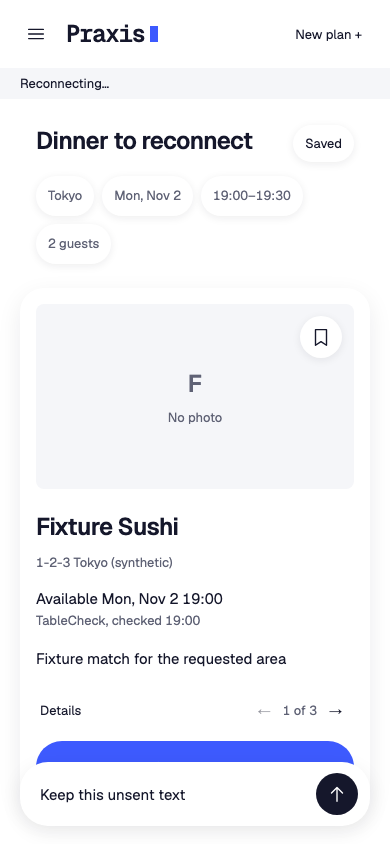 Praxis
New plan +
Reconnecting…
Dinner to reconnect
Saved
Tokyo
Mon, Nov 2
19:00–19:30
2 guests
F
No photo
Fixture Sushi
1-2-3 Tokyo (synthetic)
Available Mon, Nov 2 19:00
TableCheck, checked 19:00
Fixture match for the requested area
Details
← 1 of 3 →
Keep this unsent text